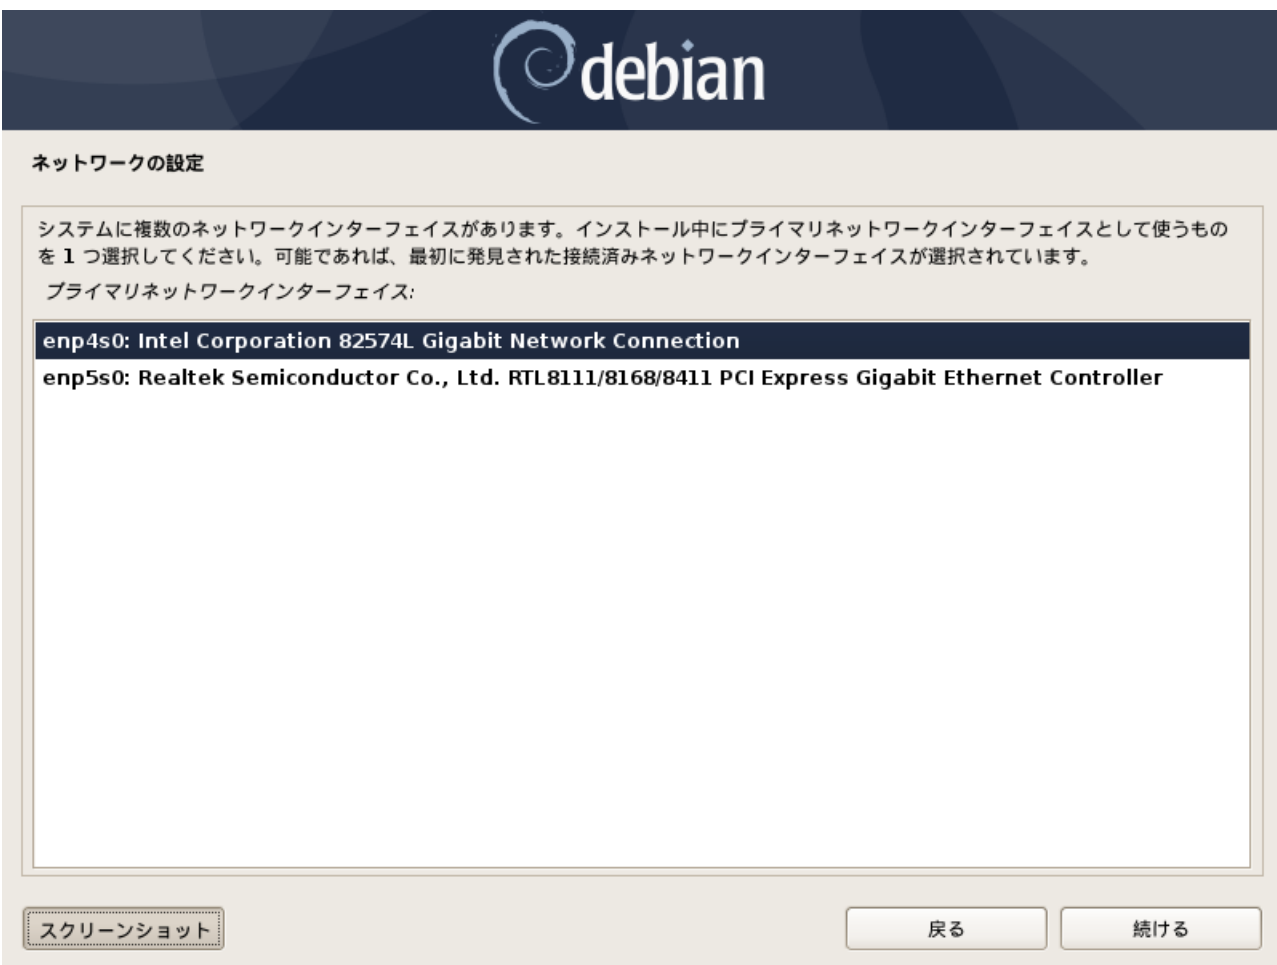 debian
ネットワークの設定
システムに複数のネットワークインターフェイスがあります。インストール中にプライマリネットワークインターフェイスとして使うもの
を 1 つ選択してください。可能であれば、最初に発見された接続済みネットワークインターフェイスが選択されています。
プライマリネットワークインターフェイス:
enp4s0: Intel Corporation 82574L Gigabit Network Connection
enp5s0: Realtek Semiconductor Co., Ltd. RTL8111/8168/8411 PCI Express Gigabit Ethernet Controller
スクリーンショット
戻る
続ける